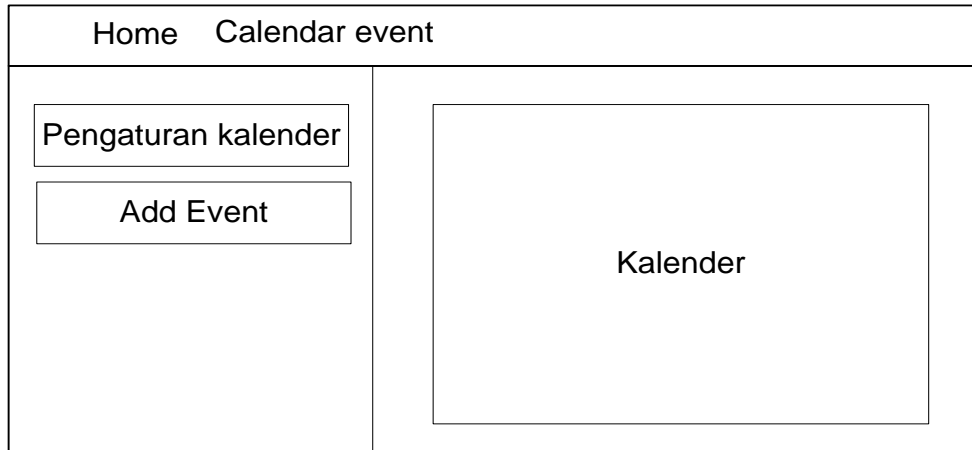 Home Calendar event
Pengaturan kalender
Add Event
Kalender